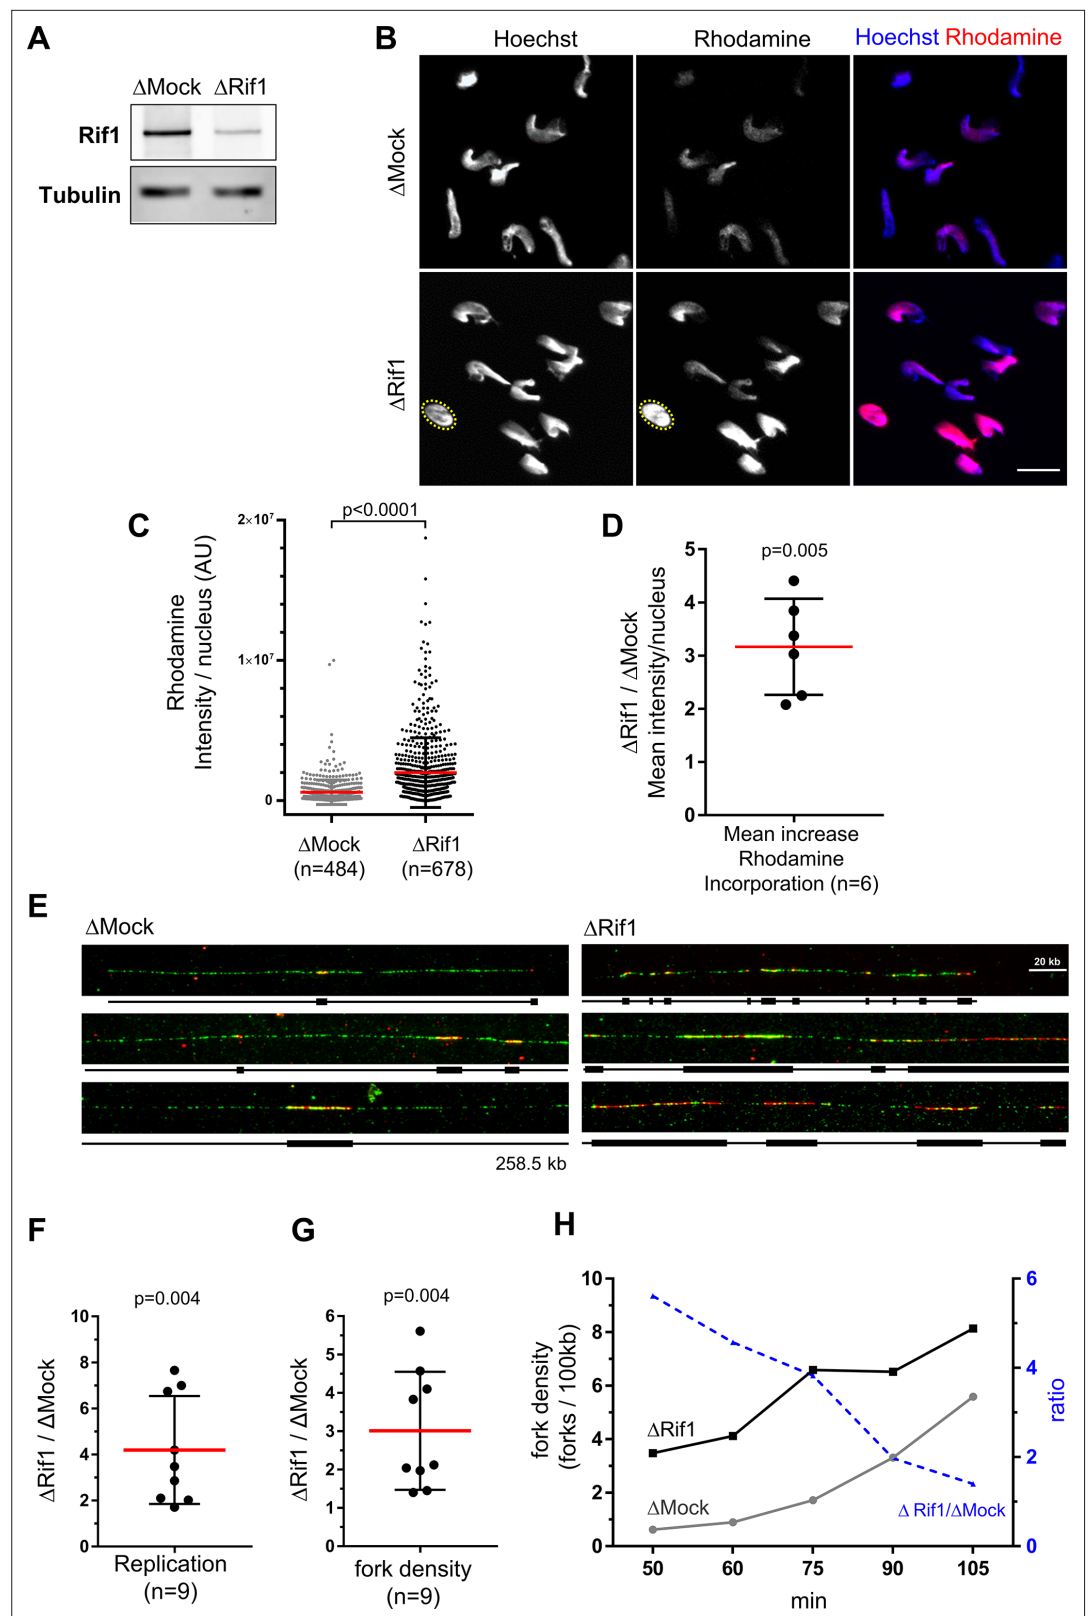 A
ΔMock ΔRif1
Rif1
Tubulin
B
Hoechst Rhodamine Hoechst Rhodamine
ΔMock
ΔRif1
C
Rhodamine
Intensity / nucleus (AU)
p<0.0001
2×10⁷
1×10⁷
0
ΔMock ΔRif1
(n=484) (n=678)
D
ΔRif1 / ΔMock
Mean intensity/nucleus
p=0.005
5
4
3
2
1
0
Mean increase
Rhodamine
Incorporation (n=6)
E
ΔMock ΔRif1
20 kb
258.5 kb
F
ΔRif1 / ΔMock
p=0.004
10
8
6
4
2
0
Replication
(n=9)
G
ΔRif1 / ΔMock
p=0.004
6
5
4
3
2
1
0
fork density
(n=9)
H
fork density
(forks / 100kb)
10
8
6
4
2
0
ΔRif1
ΔMock
Δ Rif1/ΔMock
6
4
2
0
ratio
50 60 75 90 105
min